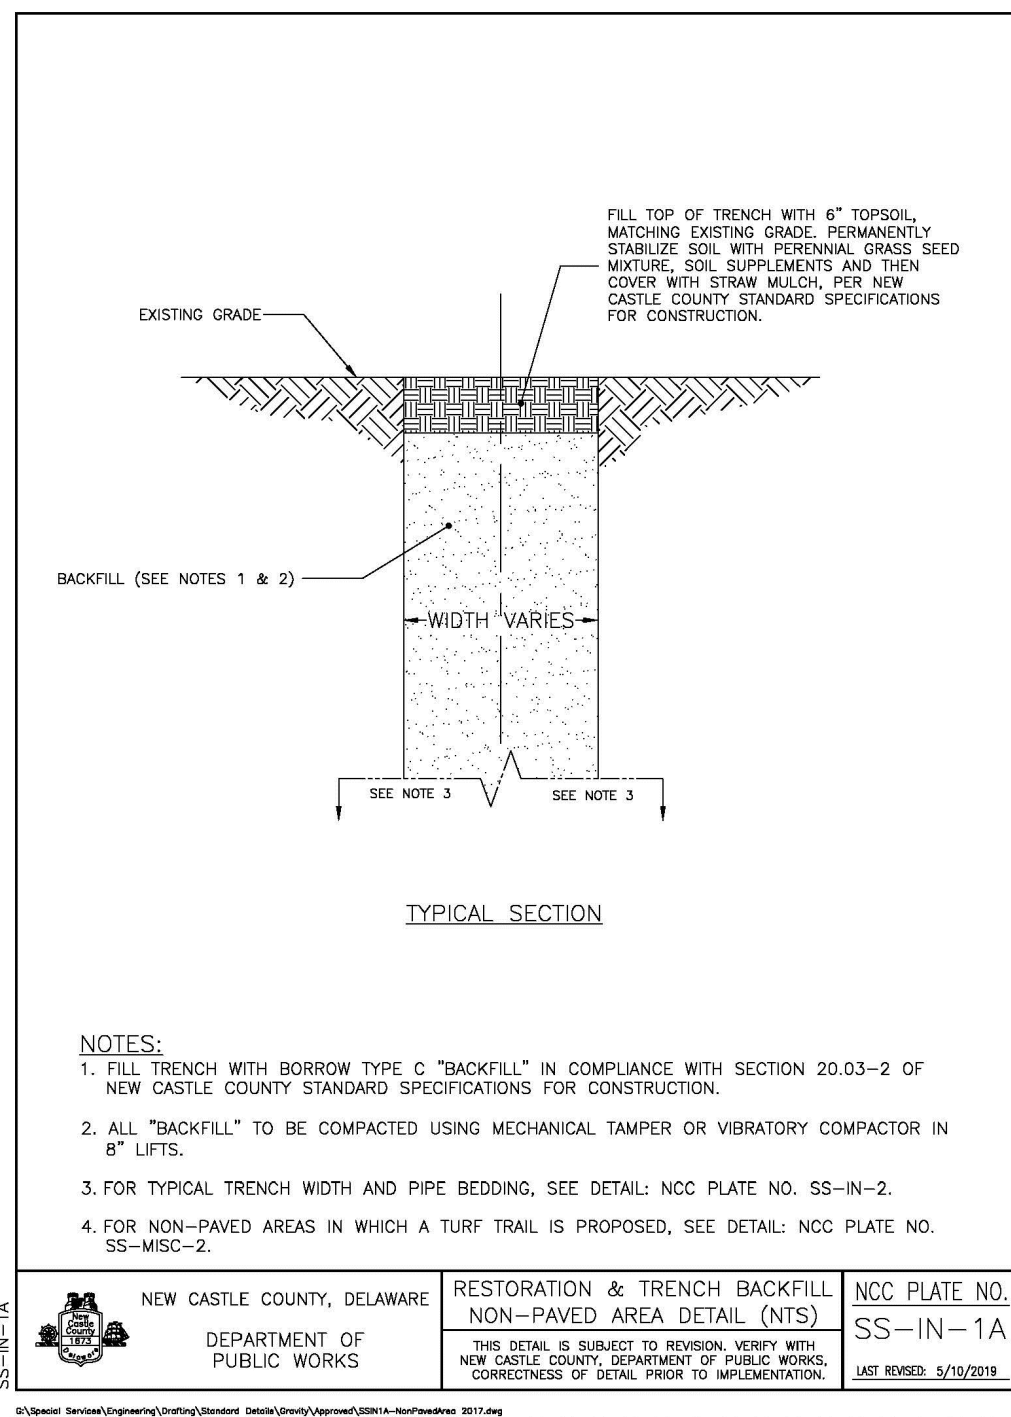 FILL TOP OF TRENCH WITH 6" TOPSOIL,
MATCHING EXISTING GRADE. PERMANENTLY
STABILIZE SOIL WITH PERENNIAL GRASS SEED
MIXTURE, SOIL SUPPLEMENTS AND THEN
COVER WITH STRAW MULCH, PER NEW
CASTLE COUNTY STANDARD SPECIFICATIONS
FOR CONSTRUCTION.
EXISTING GRADE
BACKFILL (SEE NOTES 1 & 2)
WIDTH VARIES
SEE NOTE 3
SEE NOTE 3
TYPICAL SECTION
NOTES:
1. FILL TRENCH WITH BORROW TYPE C "BACKFILL" IN COMPLIANCE WITH SECTION 20.03-2 OF
NEW CASTLE COUNTY STANDARD SPECIFICATIONS FOR CONSTRUCTION.
2. ALL "BACKFILL" TO BE COMPACTED USING MECHANICAL TAMPER OR VIBRATORY COMPACTOR IN
8" LIFTS.
3. FOR TYPICAL TRENCH WIDTH AND PIPE BEDDING, SEE DETAIL: NCC PLATE NO. SS-IN-2.
4. FOR NON-PAVED AREAS IN WHICH A TURF TRAIL IS PROPOSED, SEE DETAIL: NCC PLATE NO.
SS-MISC-2.
SS-IN-1A
New
Castle
County
1673
Delaware
NEW CASTLE COUNTY, DELAWARE
DEPARTMENT OF
PUBLIC WORKS
RESTORATION & TRENCH BACKFILL
NON-PAVED AREA DETAIL (NTS)
THIS DETAIL IS SUBJECT TO REVISION. VERIFY WITH
NEW CASTLE COUNTY, DEPARTMENT OF PUBLIC WORKS,
CORRECTNESS OF DETAIL PRIOR TO IMPLEMENTATION.
NCC PLATE NO.
SS-IN-1A
LAST REVISED: 5/10/2019
G:\Special Services\Engineering\Drafting\Standard Details\Gravity\Approved\SSIN1A-NonPavedArea 2017.dwg